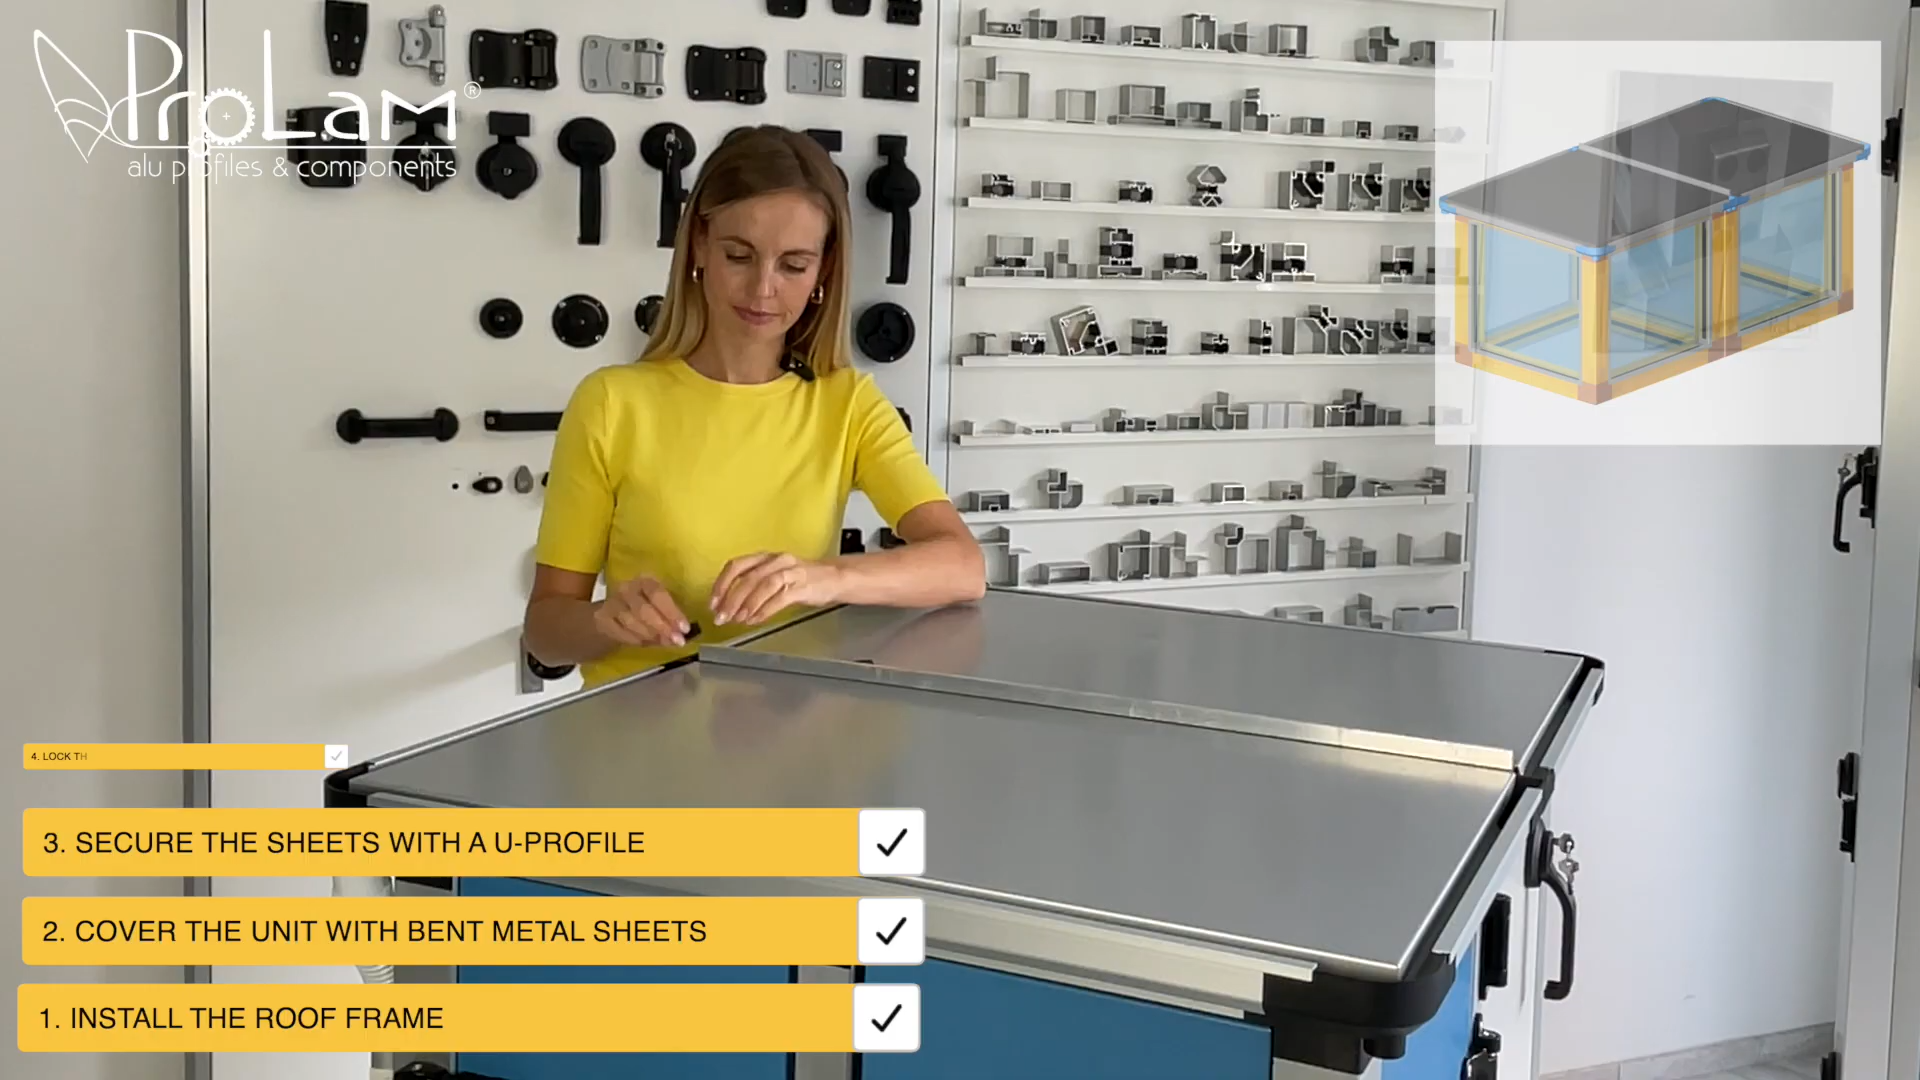 ProLam®
alu profiles & components
4. LOCK TH
3. SECURE THE SHEETS WITH A U-PROFILE
2. COVER THE UNIT WITH BENT METAL SHEETS
1. INSTALL THE ROOF FRAME